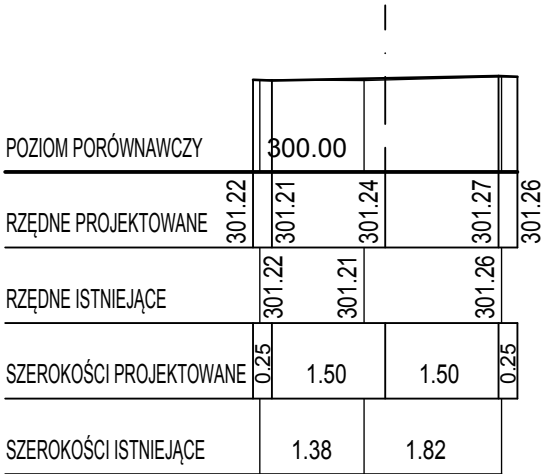 POZIOM PORÓWNAWCZY 300.00
RZĘDNE PROJEKTOWANE 301.22 301.21 301.24 301.27 301.26
RZĘDNE ISTNIEJĄCE 301.22 301.21 301.26
SZEROKOŚCI PROJEKTOWANE 0.25 1.50 1.50 0.25
SZEROKOŚCI ISTNIEJĄCE 1.38 1.82